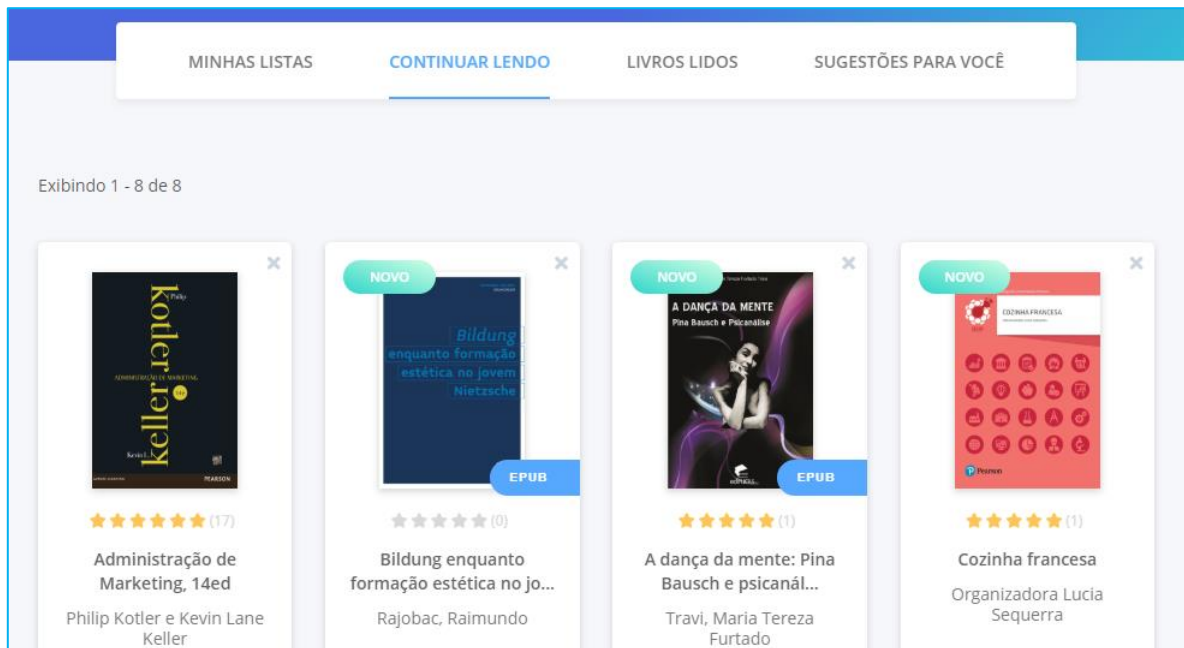 MINHAS LISTAS CONTINUAR LENDO LIVROS LIDOS SUGESTÕES PARA VOCÊ
Exibindo 1 - 8 de 8
Philip
kotler
ADMINISTRAÇÃO DE MARKETING
14e
keller
Kevin L.
PEARSON
(17)
Administração de
Marketing, 14ed
Philip Kotler e Kevin Lane
Keller
NOVO
Bildung
enquanto formação
estética no jovem
Nietzsche
EPUB
(0)
Bildung enquanto
formação estética no jo...
Rajobac, Raimundo
NOVO
A DANÇA DA MENTE
Pina Bausch e Psicanálise
EPUB
(1)
A dança da mente: Pina
Bausch e psicanál...
Travi, Maria Tereza
Furtado
NOVO
COZINHA FRANCESA
Pearson
(1)
Cozinha francesa
Organizadora Lucia
Sequerra